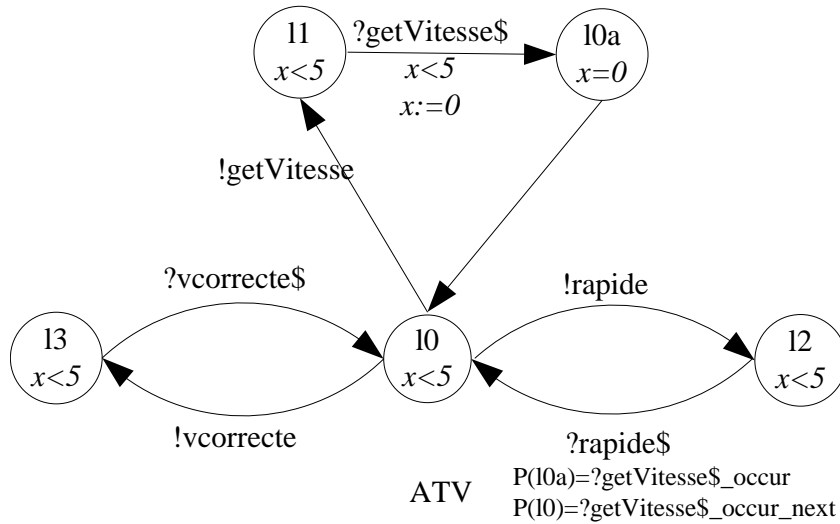 l1
x<5
?getVitesse$
x<5
x:=0
l0a
x=0
!getVitesse
?vcorrecte$
!rapide
l3
x<5
l0
x<5
l2
x<5
!vcorrecte
?rapide$
ATV
P(l0a)=?getVitesse$_occur
P(l0)=?getVitesse$_occur_next